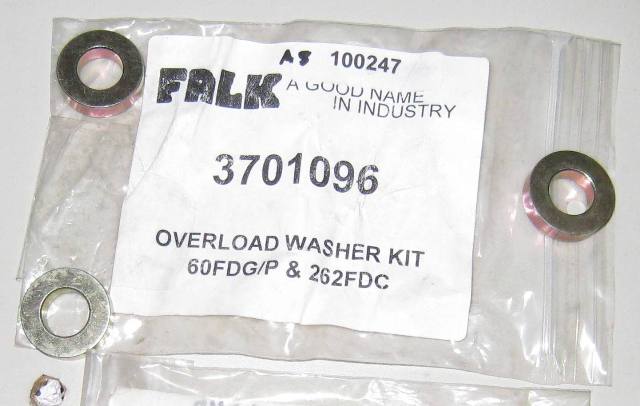 AS 100247
FALK A GOOD NAME
IN INDUSTRY
3701096
OVERLOAD WASHER KIT
60FDG/P & 262FDC